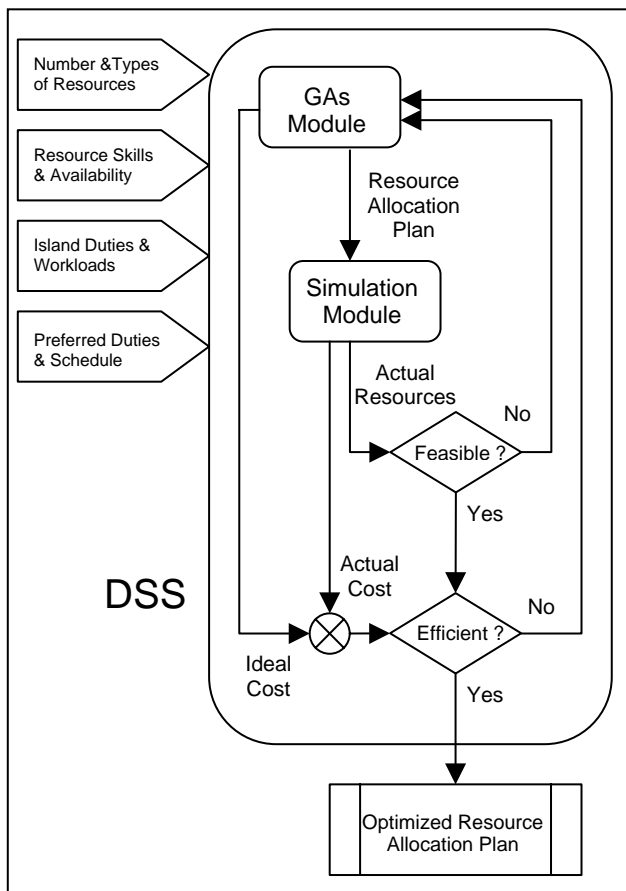 Number &Types
of Resources
GAs
Module
Resource Skills
& Availability
Resource
Allocation
Plan
Island Duties &
Workloads
Simulation
Module
Preferred Duties
& Schedule
Actual
Resources
No
Feasible ?
Yes
DSS
Actual
Cost
No
Efficient ?
Ideal
Cost
Yes
Optimized Resource
Allocation Plan